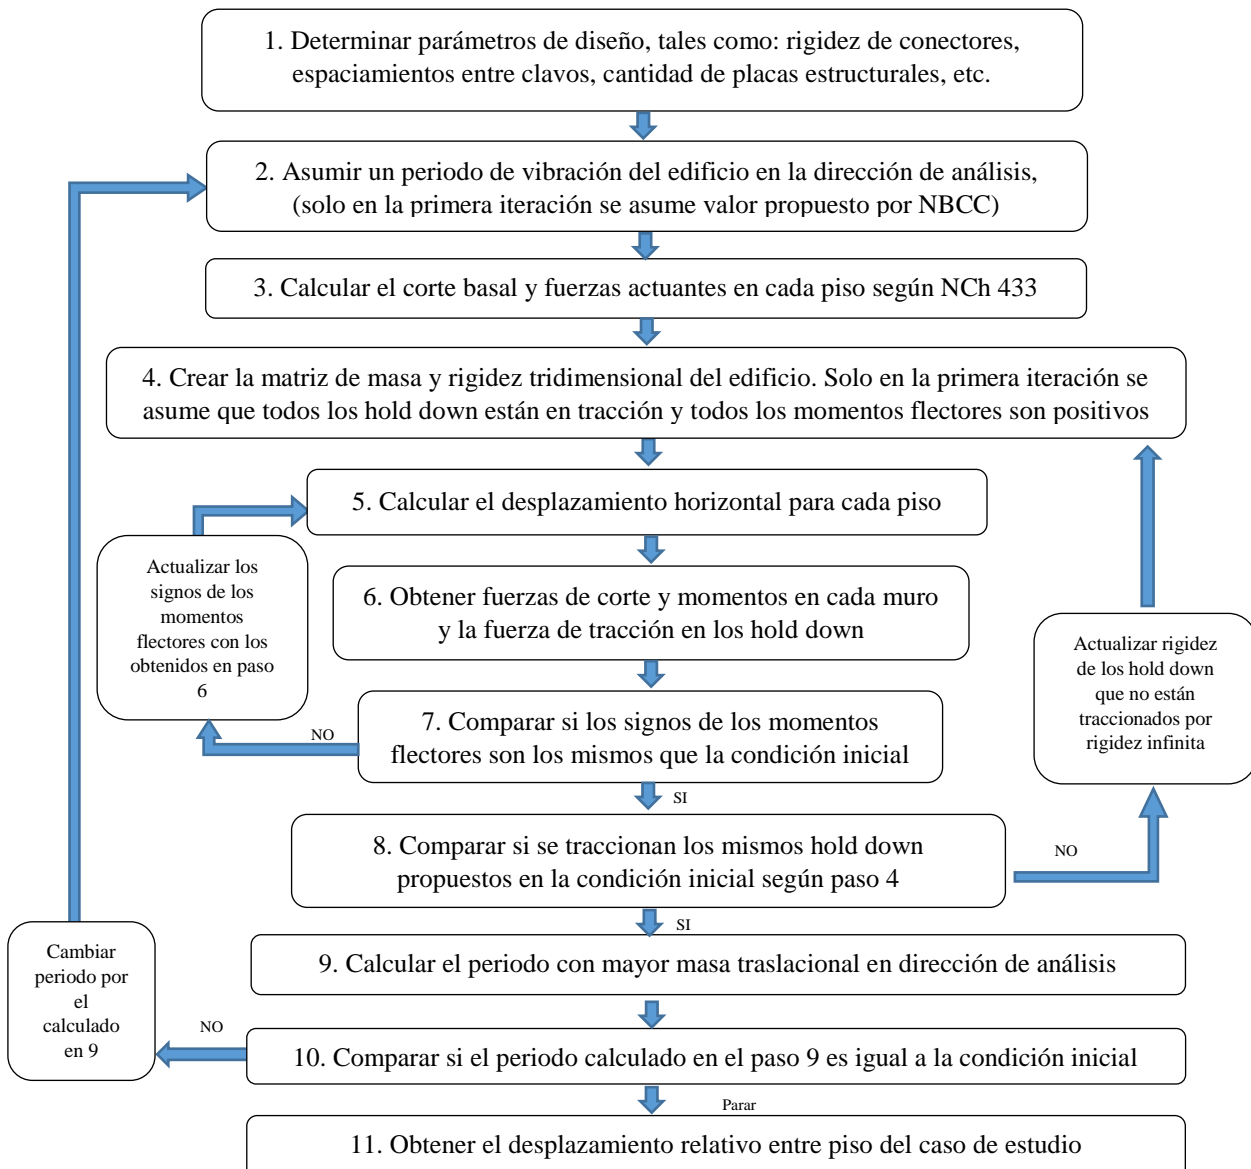 1. Determinar parámetros de diseño, tales como: rigidez de conectores,
espaciamientos entre clavos, cantidad de placas estructurales, etc.
2. Asumir un periodo de vibración del edificio en la dirección de análisis,
(solo en la primera iteración se asume valor propuesto por NBCC)
3. Calcular el corte basal y fuerzas actuantes en cada piso según NCh 433
4. Crear la matriz de masa y rigidez tridimensional del edificio. Solo en la primera iteración se
asume que todos los hold down están en tracción y todos los momentos flectores son positivos
5. Calcular el desplazamiento horizontal para cada piso
Actualizar los
signos de los
momentos
flectores con los
obtenidos en paso
6
6. Obtener fuerzas de corte y momentos en cada muro
y la fuerza de tracción en los hold down
Actualizar rigidez
de los hold down
que no están
traccionados por
rigidez infinita
7. Comparar si los signos de los momentos
flectores son los mismos que la condición inicial
NO
SI
8. Comparar si se traccionan los mismos hold down
propuestos en la condición inicial según paso 4
NO
SI
9. Calcular el periodo con mayor masa traslacional en dirección de análisis
Cambiar
periodo por
el
calculado
en 9
NO
10. Comparar si el periodo calculado en el paso 9 es igual a la condición inicial
Parar
11. Obtener el desplazamiento relativo entre piso del caso de estudio